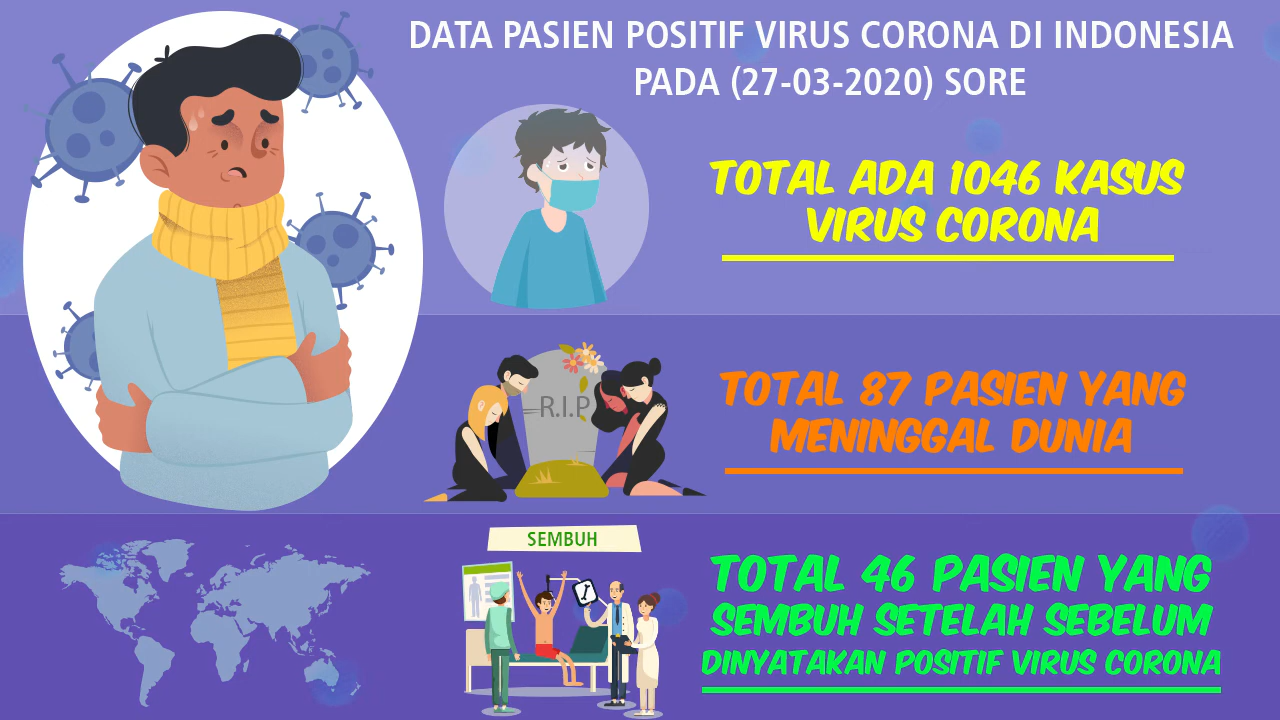 DATA PASIEN POSITIF VIRUS CORONA DI INDONESIA
PADA (27-03-2020) SORE
TOTAL ADA 1046 KASUS
VIRUS CORONA
R.I.P
TOTAL 87 PASIEN YANG
MENINGGAL DUNIA
SEMBUH
TOTAL 46 PASIEN YANG
SEMBUH SETELAH SEBELUM
DINYATAKAN POSITIF VIRUS CORONA